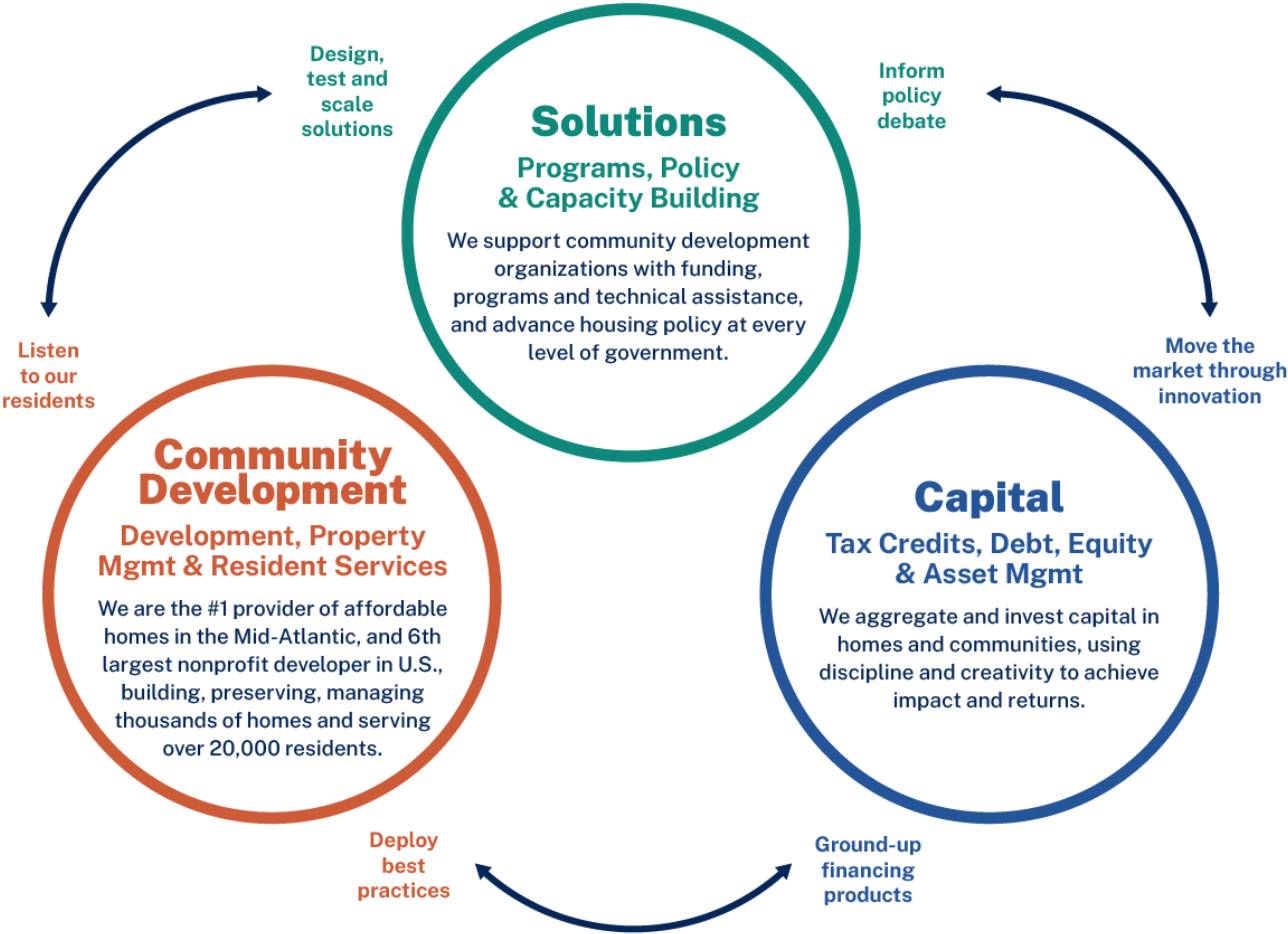 Design,
test and
scale
solutions
Inform
policy
debate
Solutions
Programs, Policy
& Capacity Building
We support community development
organizations with funding,
programs and technical assistance,
and advance housing policy at every
level of government.
Listen
to our
residents
Move the
market through
innovation
Community
Development
Development, Property
Mgmt & Resident Services
We are the #1 provider of affordable
homes in the Mid-Atlantic, and 6th
largest nonprofit developer in U.S.,
building, preserving, managing
thousands of homes and serving
over 20,000 residents.
Capital
Tax Credits, Debt, Equity
& Asset Mgmt
We aggregate and invest capital in
homes and communities, using
discipline and creativity to achieve
impact and returns.
Deploy
best
practices
Ground-up
financing
products